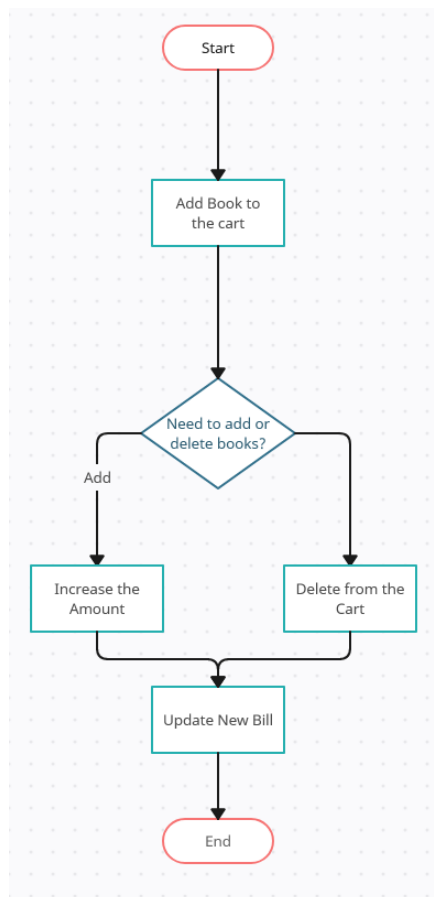 Start
Add Book to
the cart
Need to add or
delete books?
Add
Increase the
Amount
Delete from the
Cart
Update New Bill
End